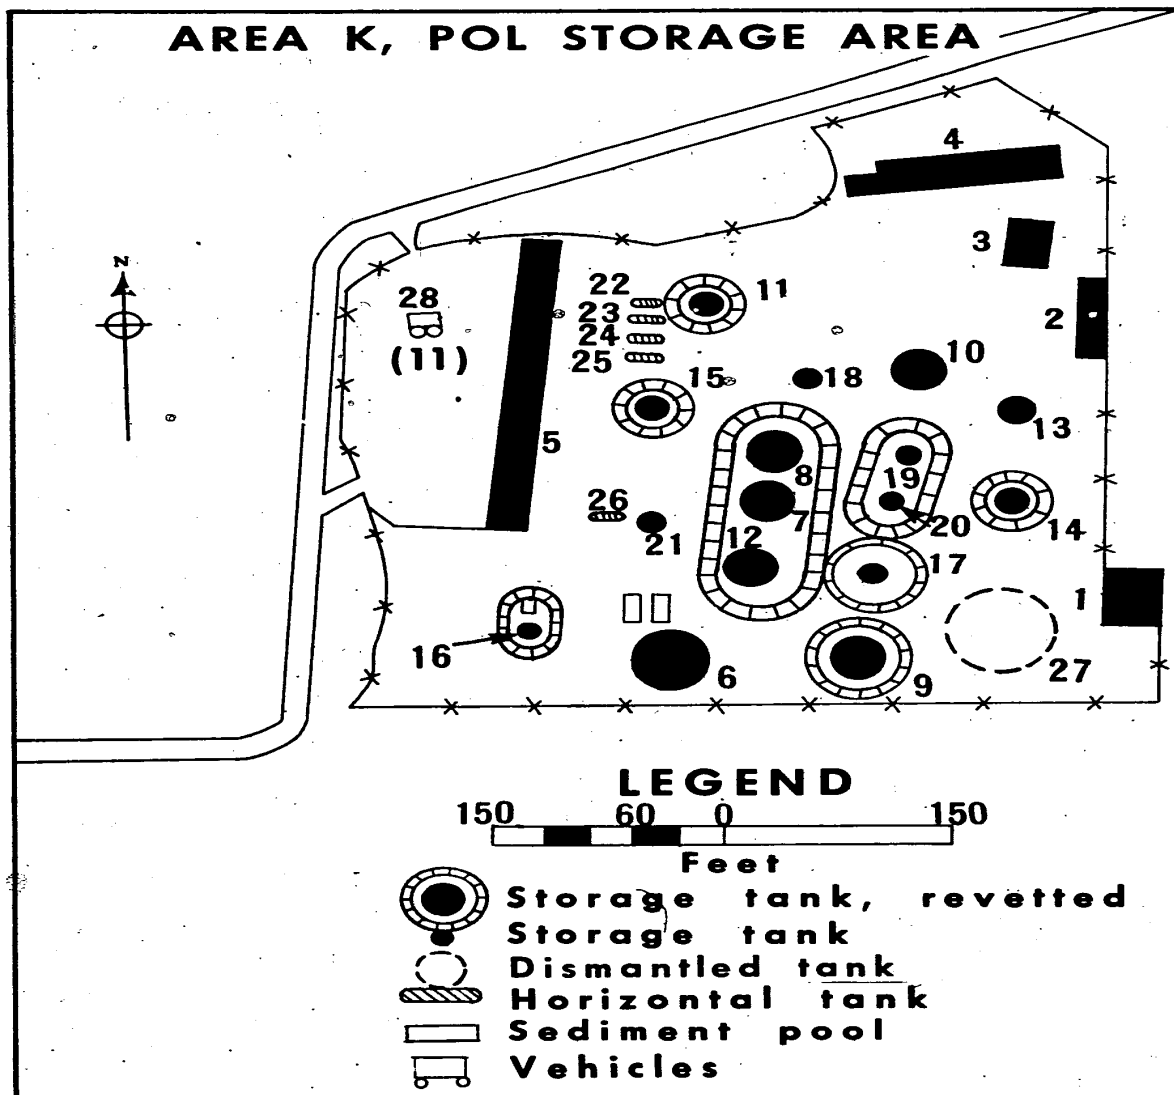 AREA K, POL STORAGE AREA
4
3
N
22
11
28
23
2
24
(11)
25
10
15
18
13
5
8
19
26
7
14
21
12
20
17
1
16
6
9
27
LEGEND
150 60 0 150
Feet
Storage tank, revetted
Storage tank
Dismantled tank
Horizontal tank
Sediment pool
Vehicles